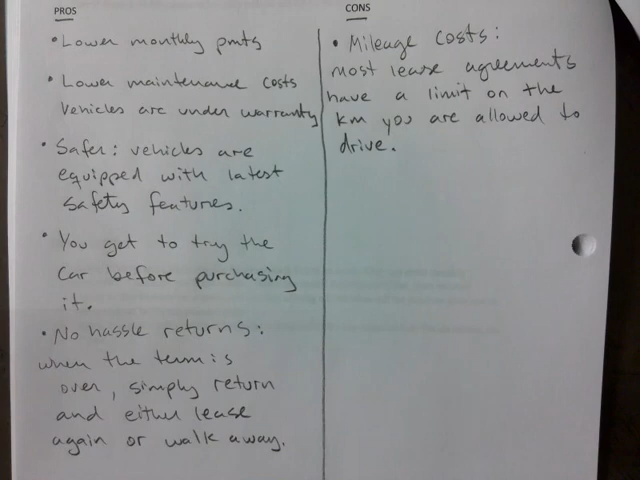 PROS
• Lower monthly pmts
• Lower maintenance costs
vehicles are under warranty
• Safer: vehicles are
equipped with latest
safety features.
• You get to try the
car before purchasing
it.
• No hassle returns:
when the term is
over, simply return
and either lease
again or walk away.
CONS
• Mileage costs:
most lease agreements
have a limit on the
km you are allowed to
drive.